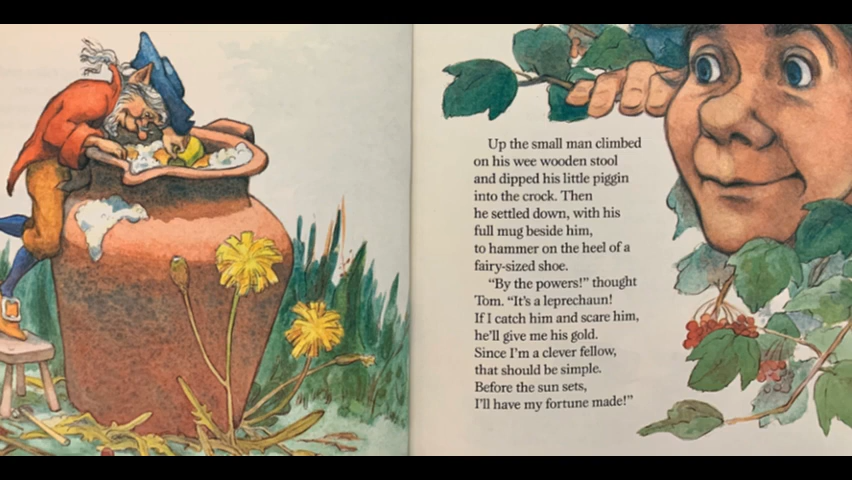 Up the small man climbed
on his wee wooden stool
and dipped his little piggin
into the crock. Then
he settled down, with his
full mug beside him,
to hammer on the heel of a
fairy-sized shoe.
“By the powers!” thought
Tom. “It’s a leprechaun!
If I catch him and scare him,
he’ll give me his gold.
Since I’m a clever fellow,
that should be simple.
Before the sun sets,
I’ll have my fortune made!”